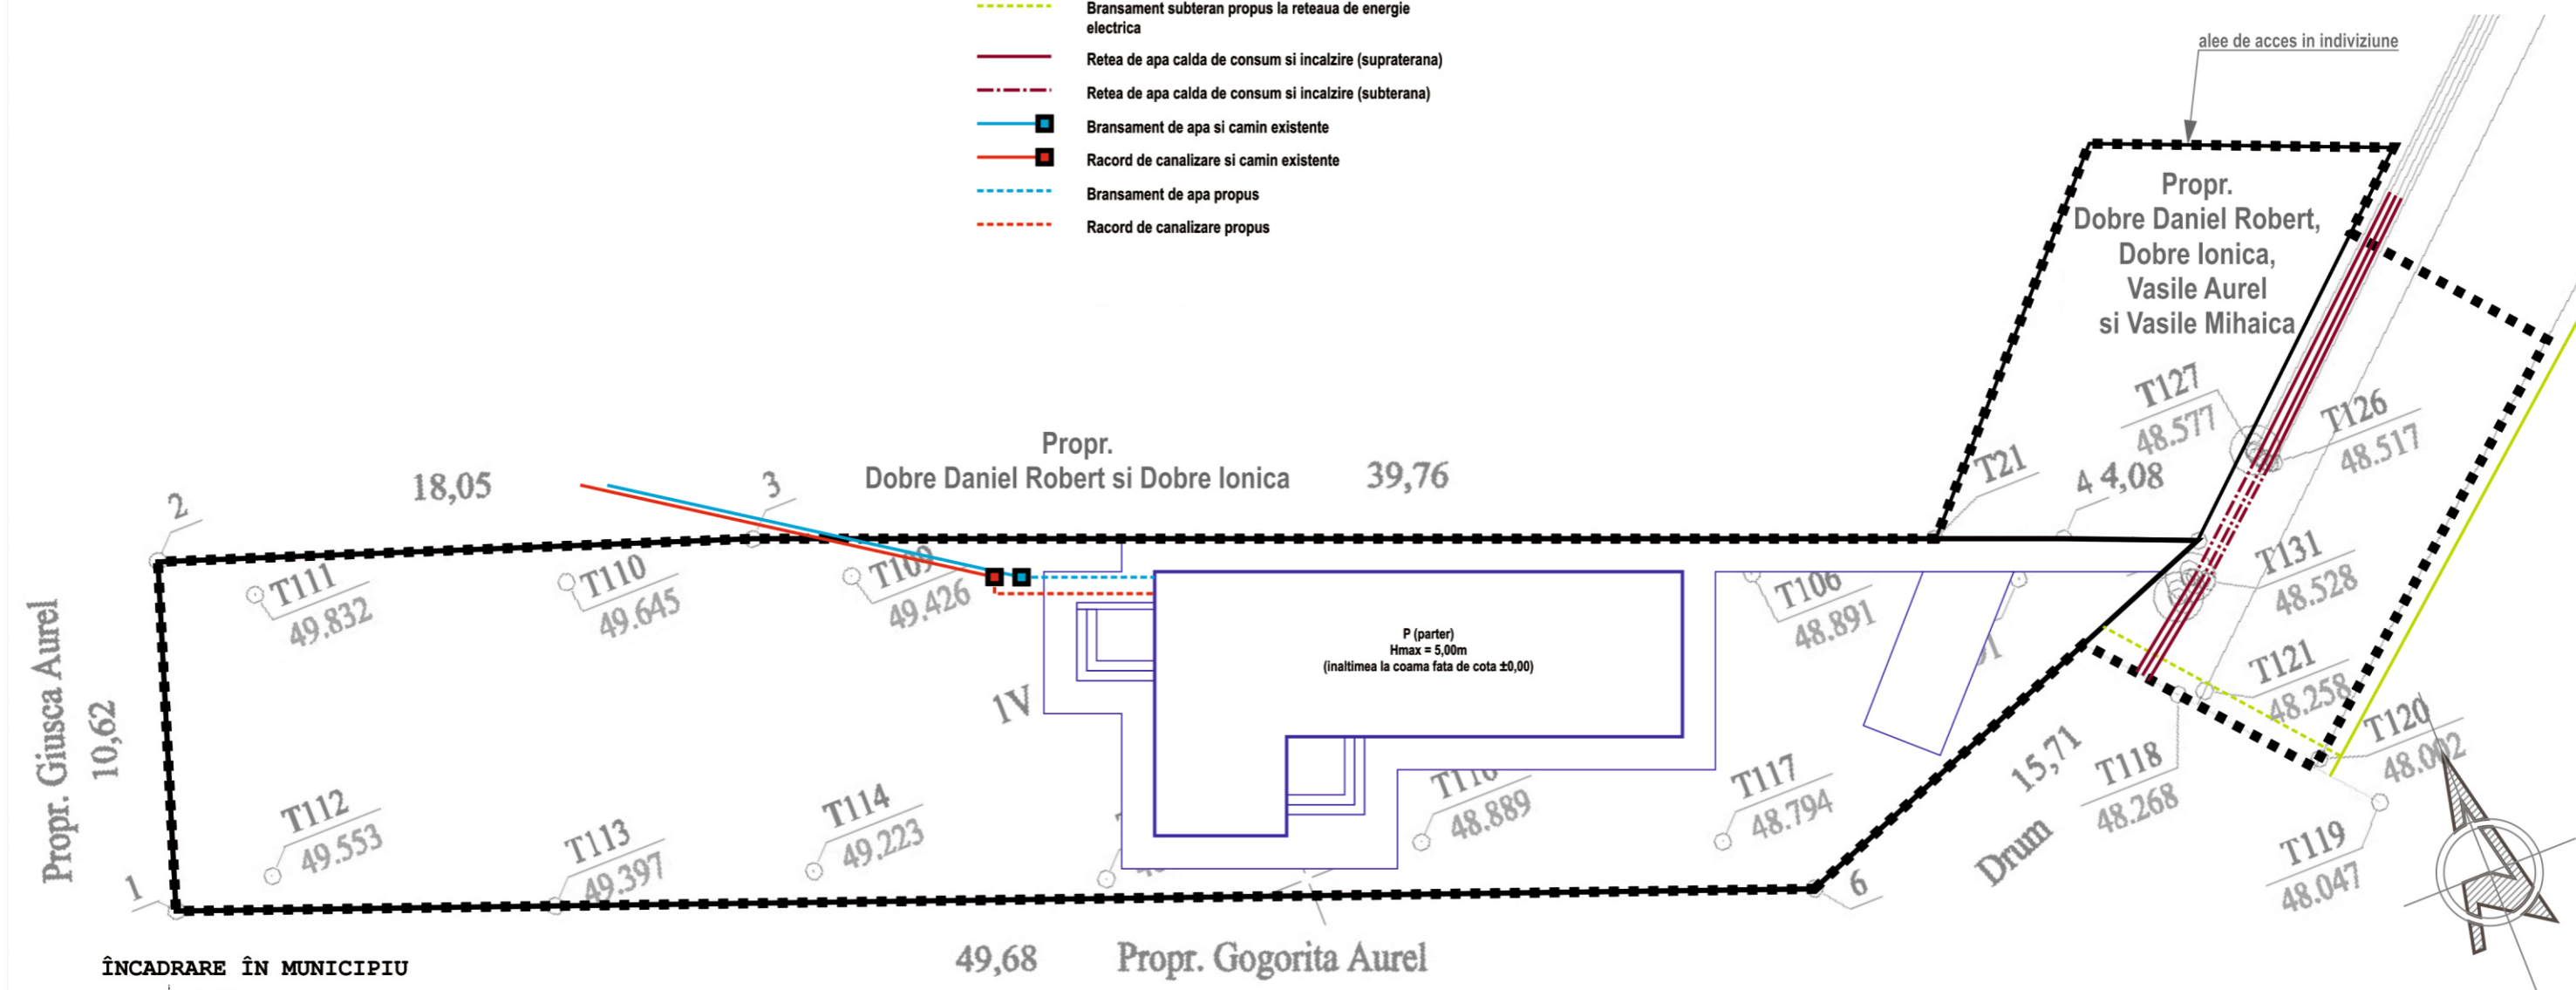 Bransament subteran propus la reteaua de energie
electrica
Retea de apa calda de consum si incalzire (supraterana)
Retea de apa calda de consum si incalzire (subterana)
Bransament de apa si camin existente
Racord de canalizare si camin existente
Bransament de apa propus
Racord de canalizare propus
alee de acces in indiviziune
Propr.
Dobre Daniel Robert,
Dobre Ionica,
Vasile Aurel
si Vasile Mihaica
T127
48.577
T126
48.517
Propr.
Dobre Daniel Robert si Dobre Ionica
39,76
18,05
2
3
T21
4 4,08
T111
49.832
T110
49.645
T109
49.426
T106
48.891
T131
48.528
P (parter)
Hmax = 5,00m
(inaltimea la coama fata de cota ±0,00)
1V
Propr. Giusca Aurel
10,62
T121
48.258
T120
48.002
15,71
Drum
T118
48.268
T112
49.553
T113
49.397
T114
49.223
T116
48.889
T117
48.794
T119
48.047
1
6
49,68
Propr. Gogorita Aurel
ÎNCADRARE ÎN MUNICIPIU